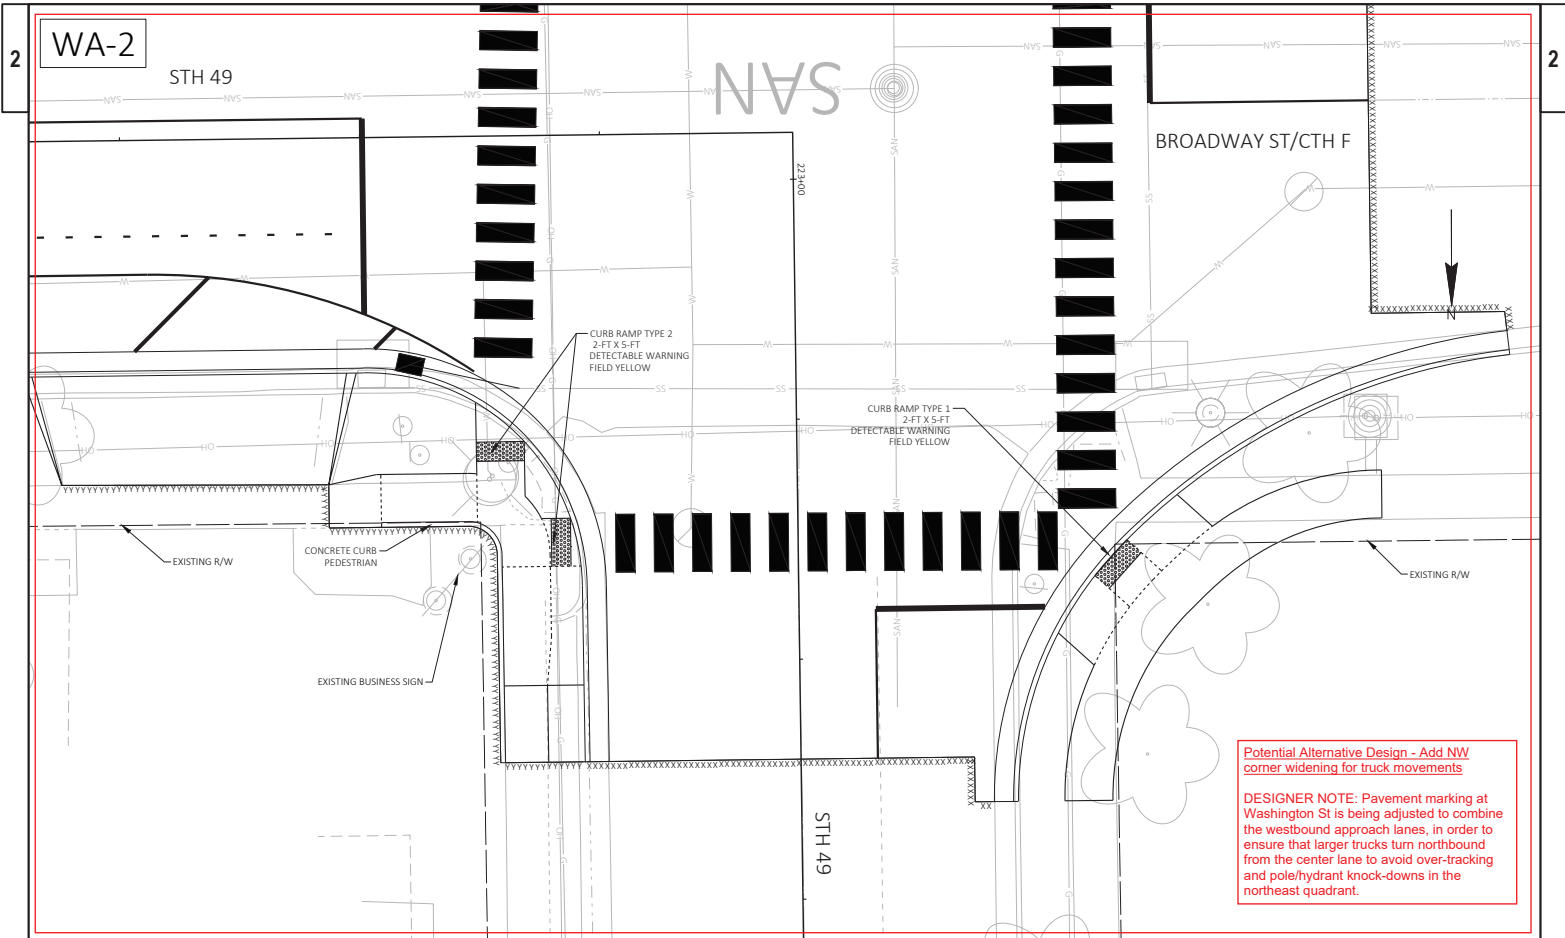 2
WA-2
2
STH 49
SAN
BROADWAY ST/CTH F
223+00
N
CURB RAMP TYPE 2
2-FT X 5-FT
DETECTABLE WARNING
FIELD YELLOW
CURB RAMP TYPE 1
2-FT X 5-FT
DETECTABLE WARNING
FIELD YELLOW
EXISTING R/W
CONCRETE CURB
PEDESTRIAN
EXISTING R/W
EXISTING BUSINESS SIGN
STH 49
Potential Alternative Design - Add NW
corner widening for truck movements
DESIGNER NOTE: Pavement marking at
Washington St is being adjusted to combine
the westbound approach lanes, in order to
ensure that larger trucks turn northbound
from the center lane to avoid over-tracking
and pole/hydrant knock-downs in the
northeast quadrant.